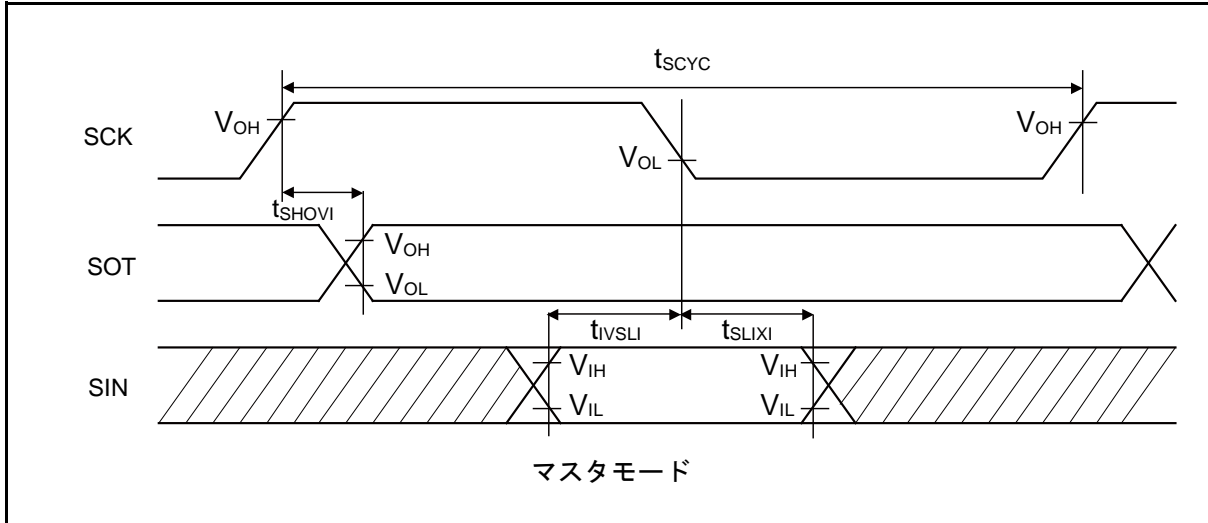 tSCYC
SCK
VOH
VOL
VOH
tSHOVI
SOT
VOH
VOL
tIVSLI
tSLIXI
SIN
VIH
VIL
VIH
VIL
マスタモード